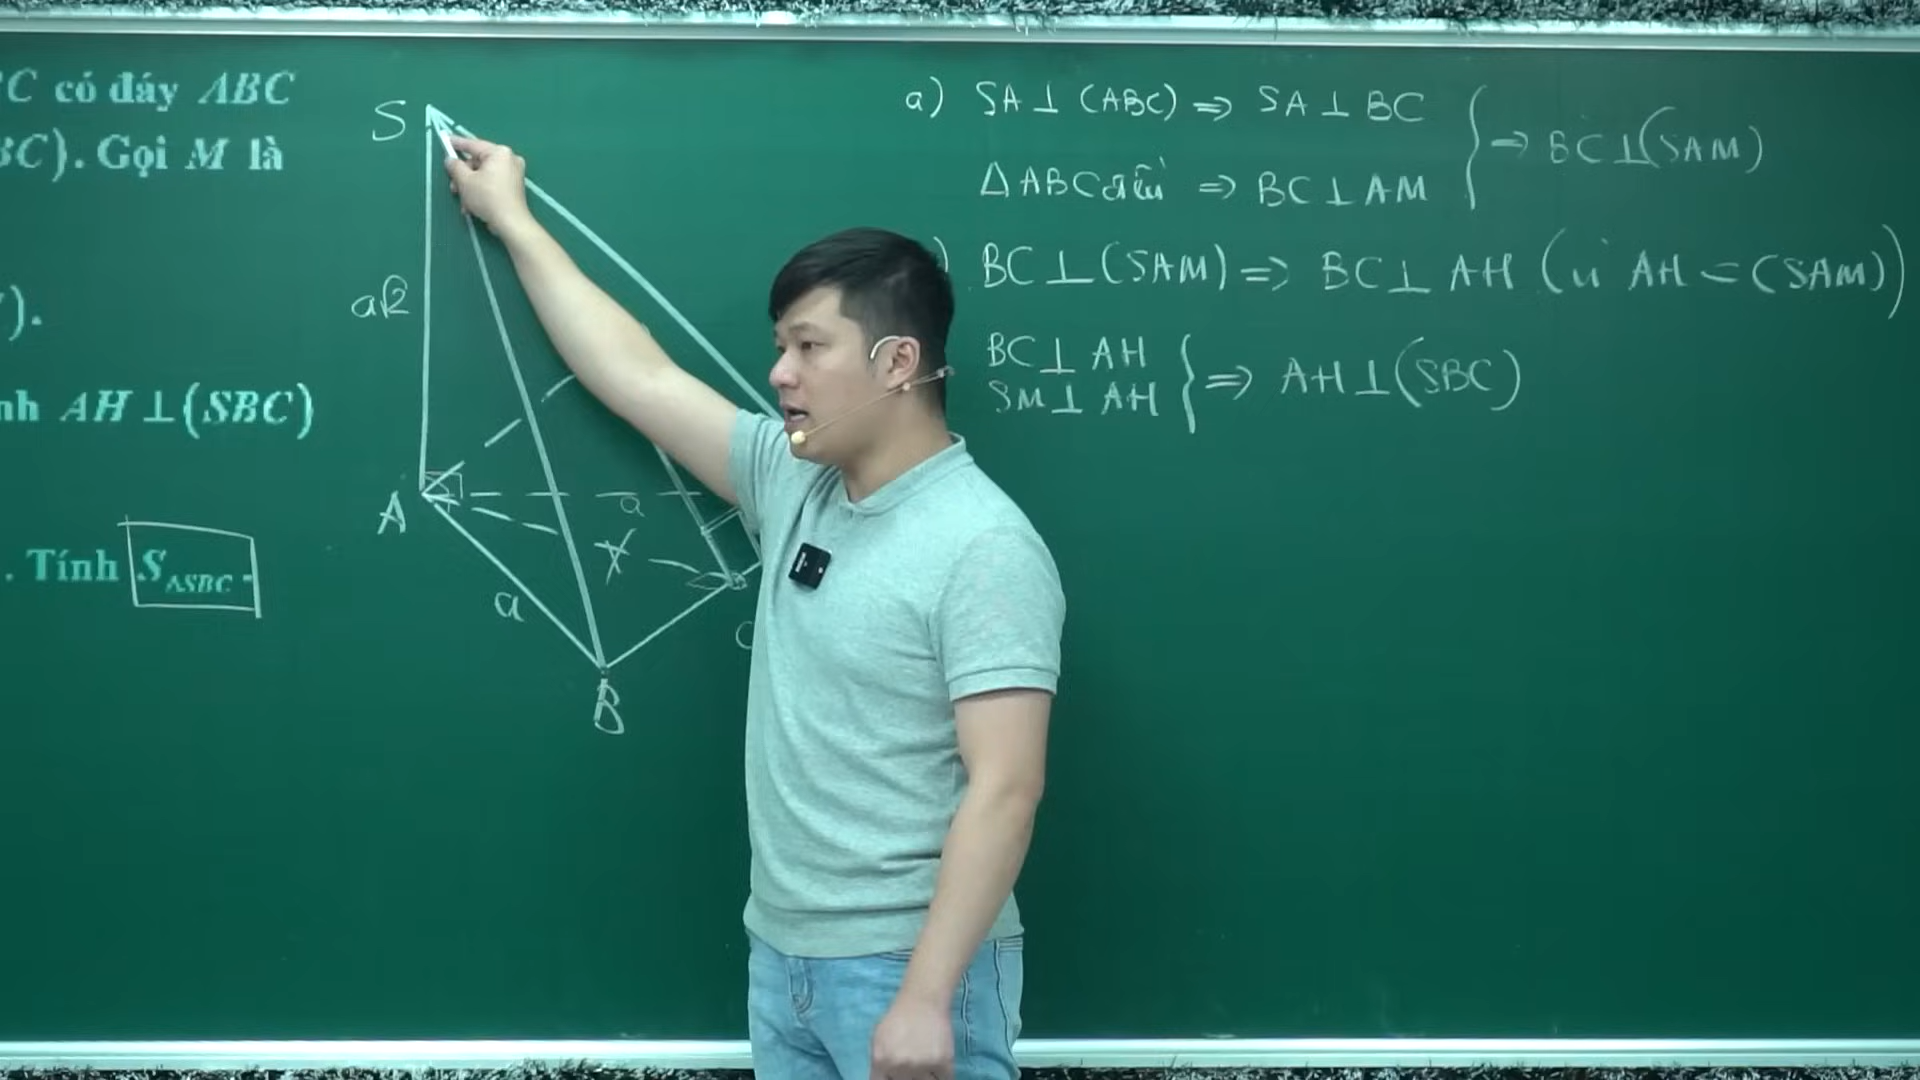 C có đáy ABC
BC). Gọi M là
).
nh AH ⊥ (SBC)
. Tính S_ΔSBC.
S
a√2
A
a
a
B
a) SA ⊥ (ABC) => SA ⊥ BC
ΔABC đều => BC ⊥ AM
} => BC ⊥ (SAM)
) BC ⊥ (SAM) => BC ⊥ AH (vì AH ⊂ (SAM))
BC ⊥ AH
SM ⊥ AH
} => AH ⊥ (SBC)